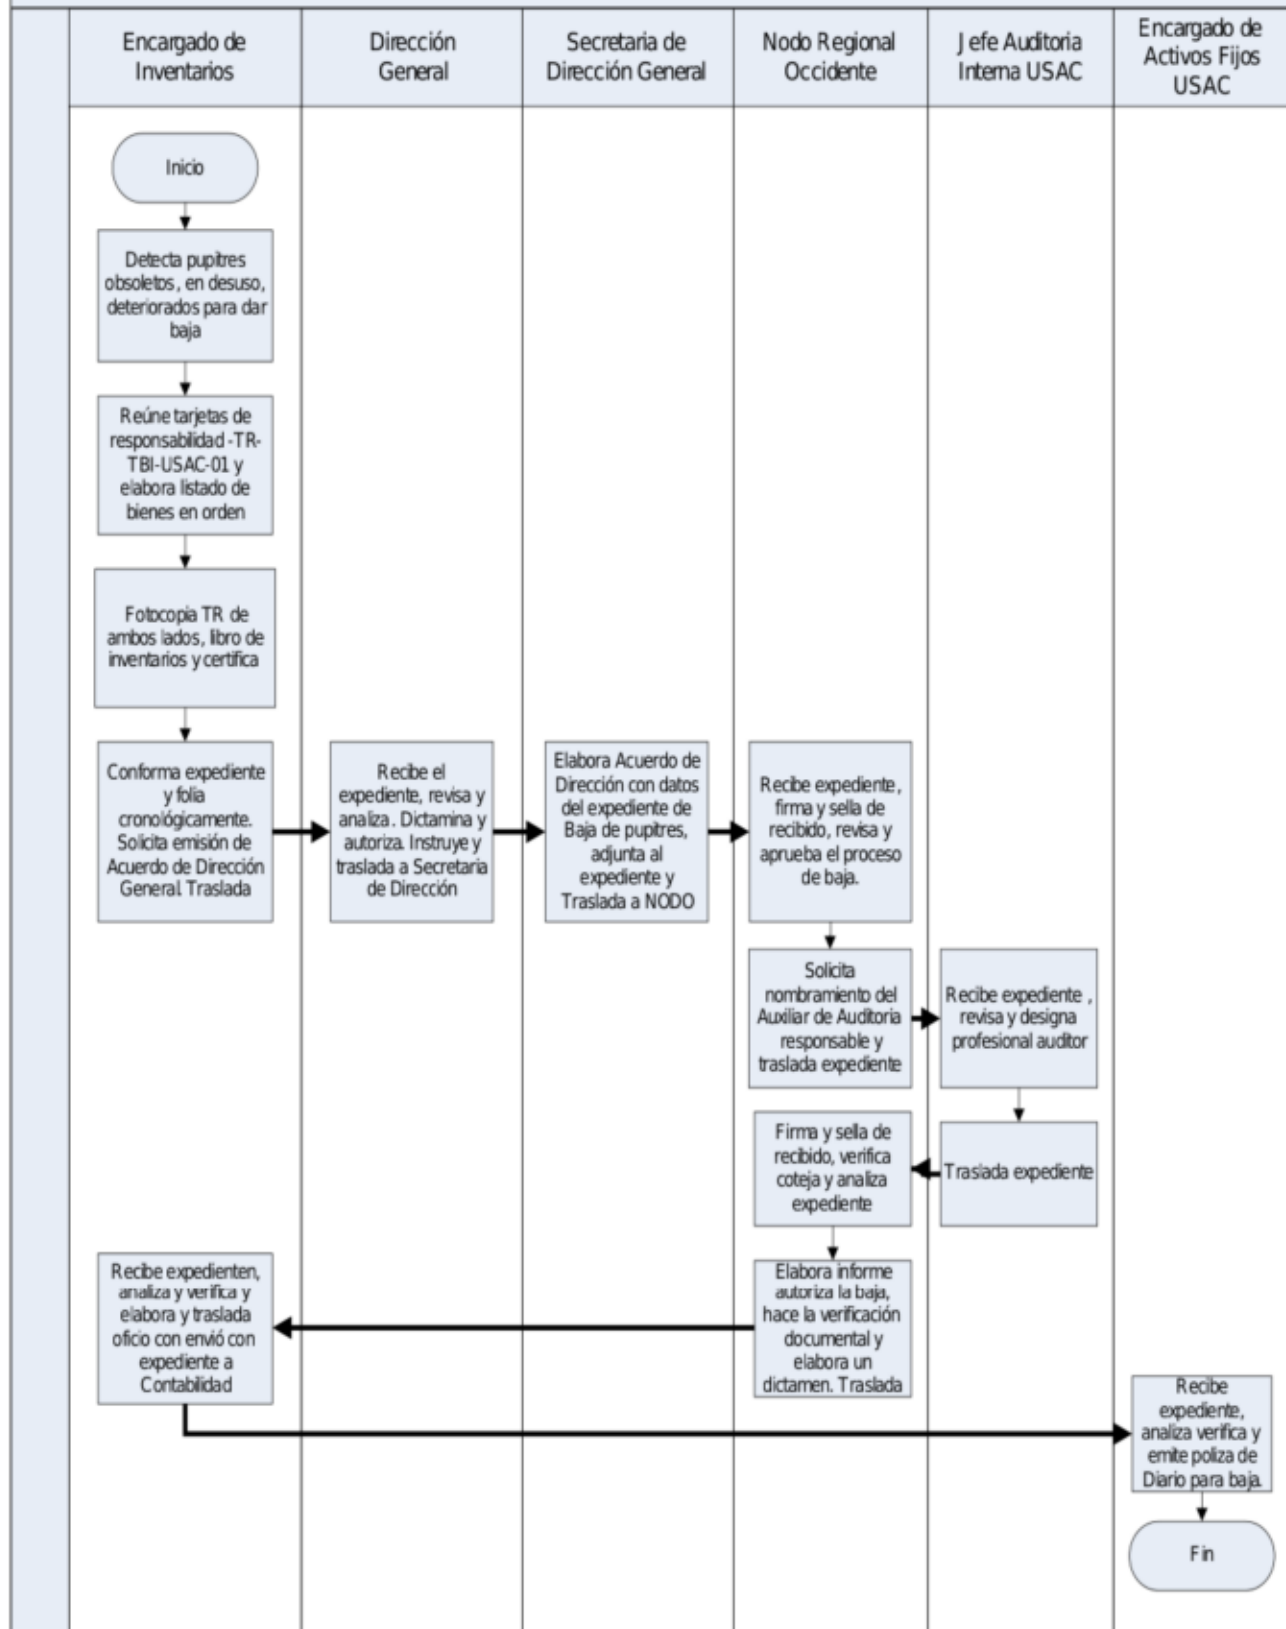 Encargado de
Inventarios
Dirección
General
Secretaria de
Dirección General
Nodo Regional
Occidente
Jefe Auditoria
Interna USAC
Encargado de
Activos Fijos
USAC
Inicio
Detecta pupitres
obsoletos, en desuso,
deteriorados para dar
baja
Reúne tarjetas de
responsabilidad -TR-
TBI-USAC-01 y
elabora listado de
bienes en orden
Fotocopia TR de
ambos lados, libro de
inventarios y certifica
Conforma expediente
y folia
cronológicamente.
Solicita emisión de
Acuerdo de Dirección
General. Traslada
Recibe el
expediente, revisa y
analiza. Dictamina y
autoriza. Instruye y
traslada a Secretaria
de Dirección
Elabora Acuerdo de
Dirección con datos
del expediente de
Baja de pupitres,
adjunta al
expediente y
Traslada a NODO
Recibe expediente,
firma y sella de
recibido, revisa y
aprueba el proceso
de baja.
Solicita
nombramiento del
Auxiliar de Auditoria
responsable y
traslada expediente
Recibe expediente ,
revisa y designa
profesional auditor
Traslada expediente
Firma y sella de
recibido, verifica
coteja y analiza
expediente
Elabora informe
autoriza la baja,
hace la verificación
documental y
elabora un
dictamen. Traslada
Recibe expedienten,
analiza y verifica y
elabora y traslada
oficio con envió con
expediente a
Contabilidad
Recibe
expediente,
analiza verifica y
emite poliza de
Diario para baja.
Fin